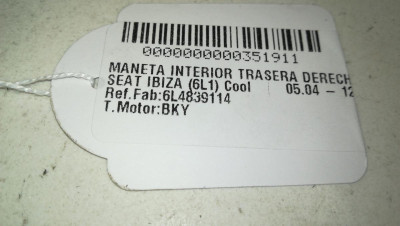 0000000000351911
MANETA INTERIOR TRASERA DERECH
SEAT IBIZA (6L1) Cool 05.04 - 12
Ref.Fab:6L4839114
T.Motor:BKY